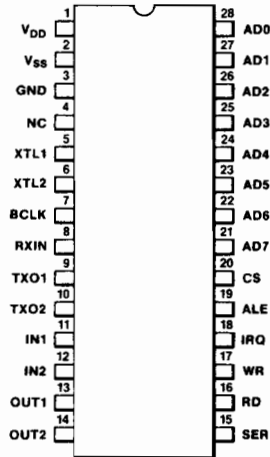 1 28
V_DD AD0
2 27
V_SS AD1
3 26
GND AD2
4 25
NC AD3
5 24
XTL1 AD4
6 23
XTL2 AD5
7 22
BCLK AD6
8 21
RXIN AD7
9 20
TXO1 CS
10 19
TXO2 ALE
11 18
IN1 IRQ
12 17
IN2 WR
13 16
OUT1 RD
14 15
OUT2 SER